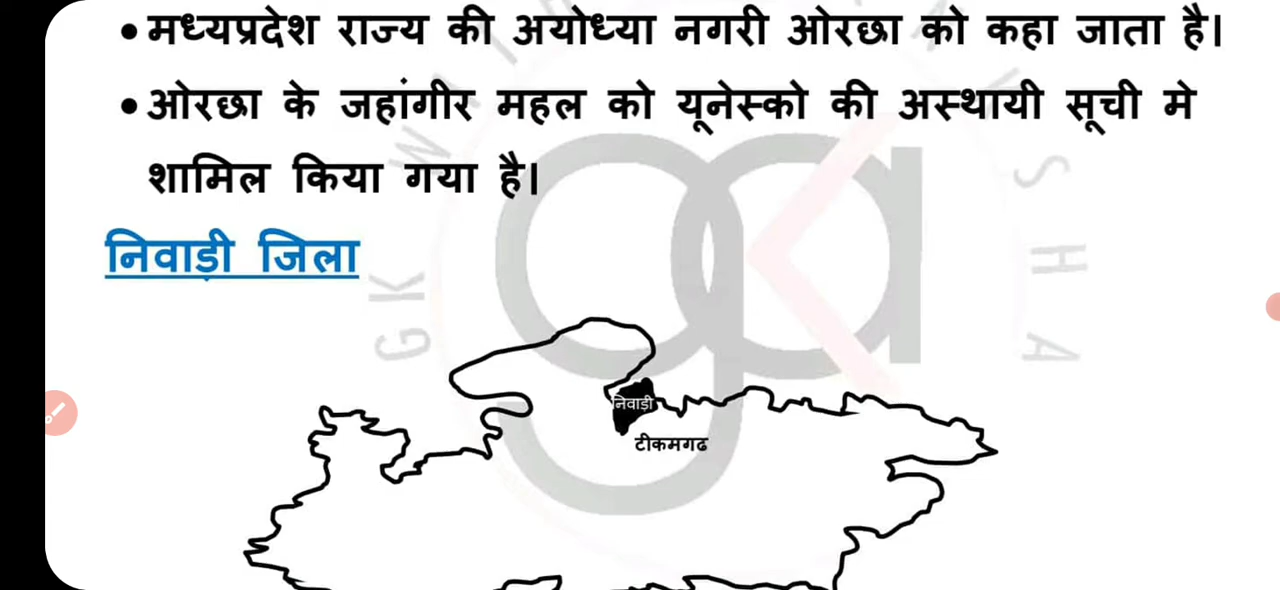 • मध्यप्रदेश राज्य की अयोध्या नगरी ओरछा को कहा जाता है।
• ओरछा के जहांगीर महल को यूनेस्को की अस्थायी सूची मे
शामिल किया गया है।
निवाड़ी जिला
निवाड़ी
टीकमगढ